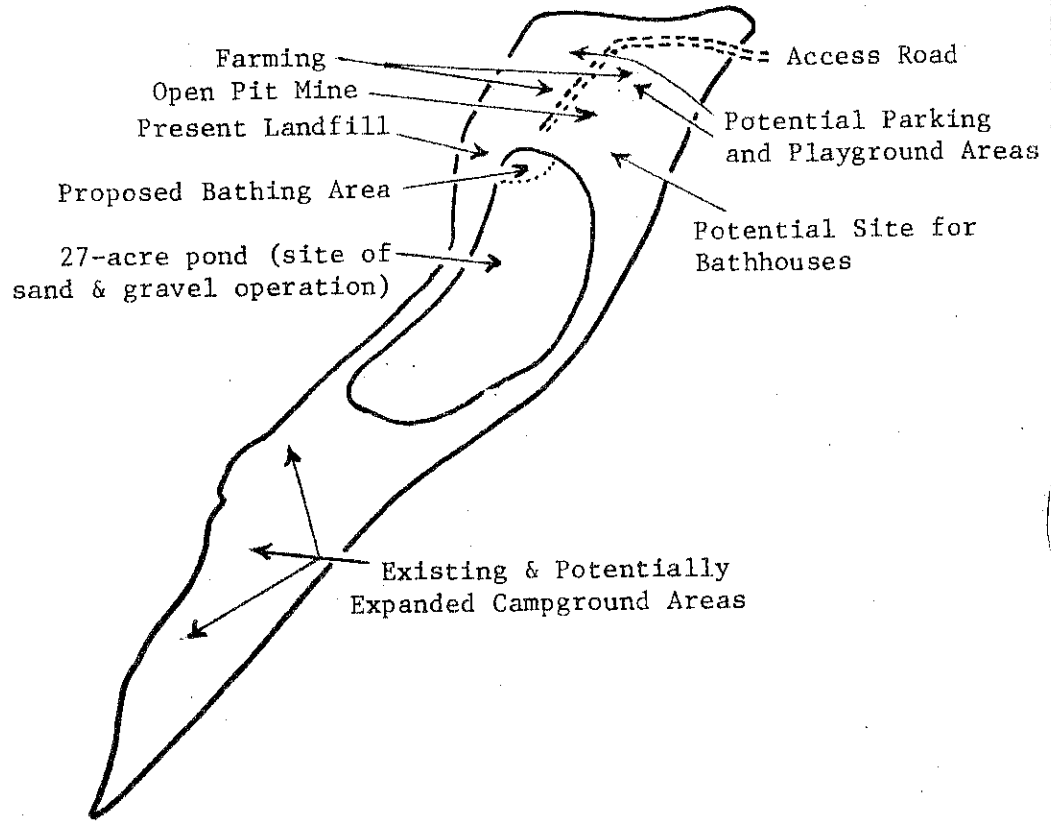 Farming
Access Road
Open Pit Mine
Present Landfill
Potential Parking
and Playground Areas
Proposed Bathing Area
Potential Site for
Bathhouses
27-acre pond (site of
sand & gravel operation)
Existing & Potentially
Expanded Campground Areas